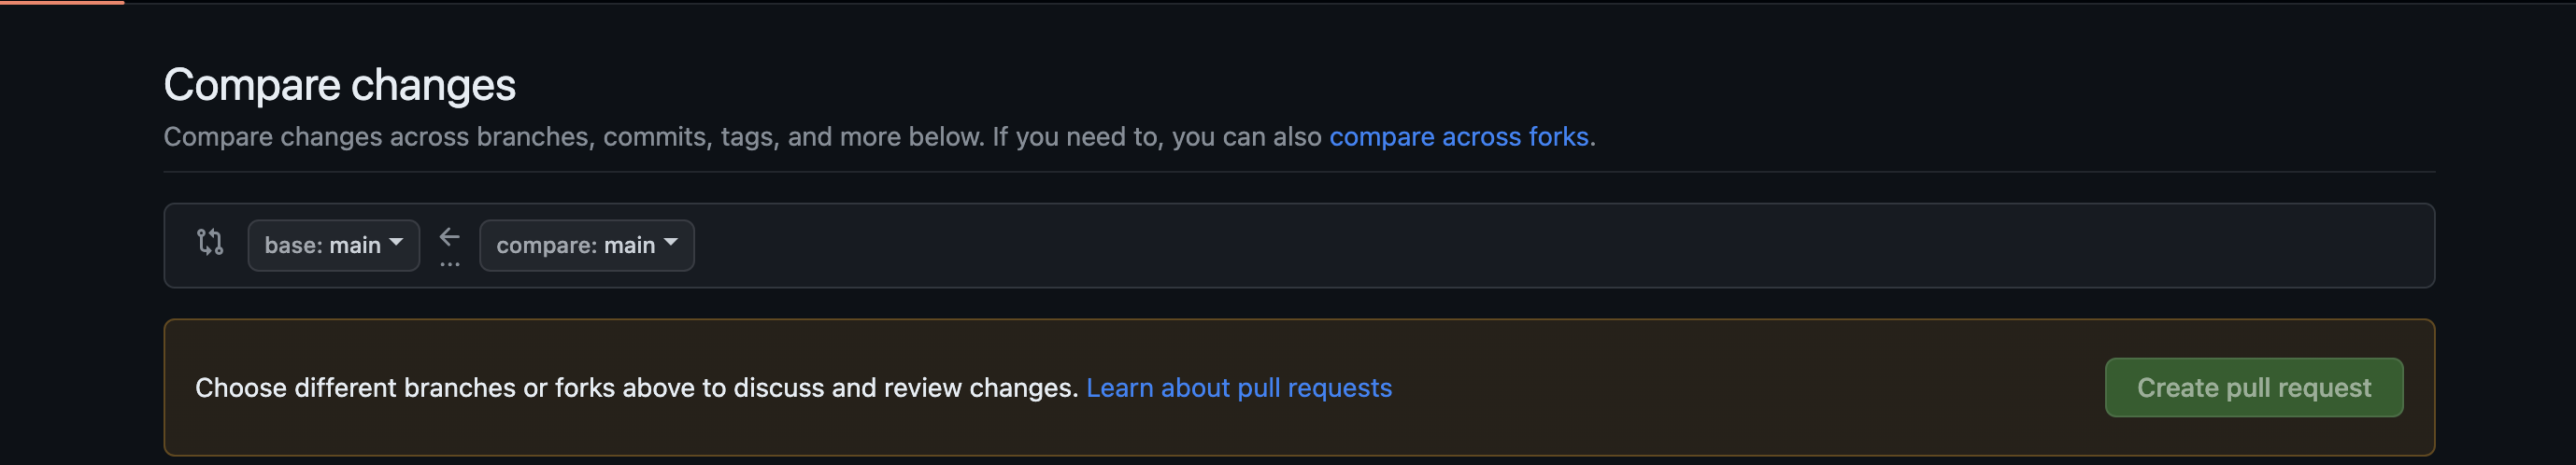 Compare changes
Compare changes across branches, commits, tags, and more below. If you need to, you can also compare across forks.
base: main ← compare: main
...
Choose different branches or forks above to discuss and review changes. Learn about pull requests
Create pull request